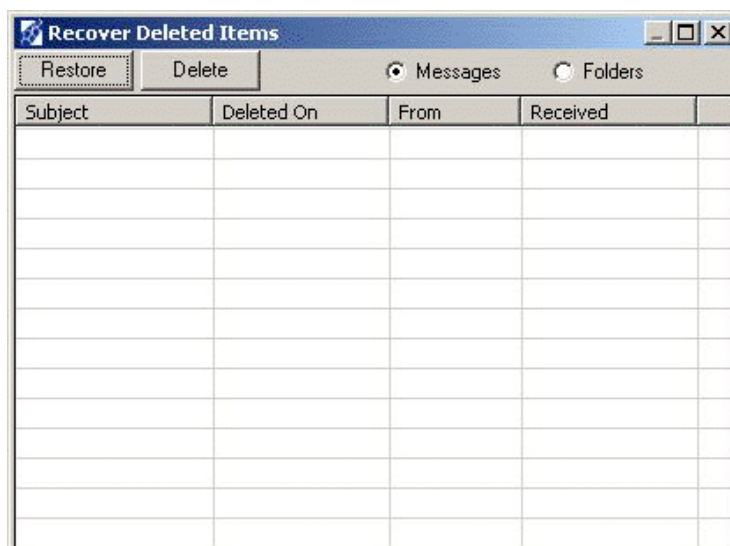 Recover Deleted Items
Restore Delete Messages Folders
Subject Deleted On From Received